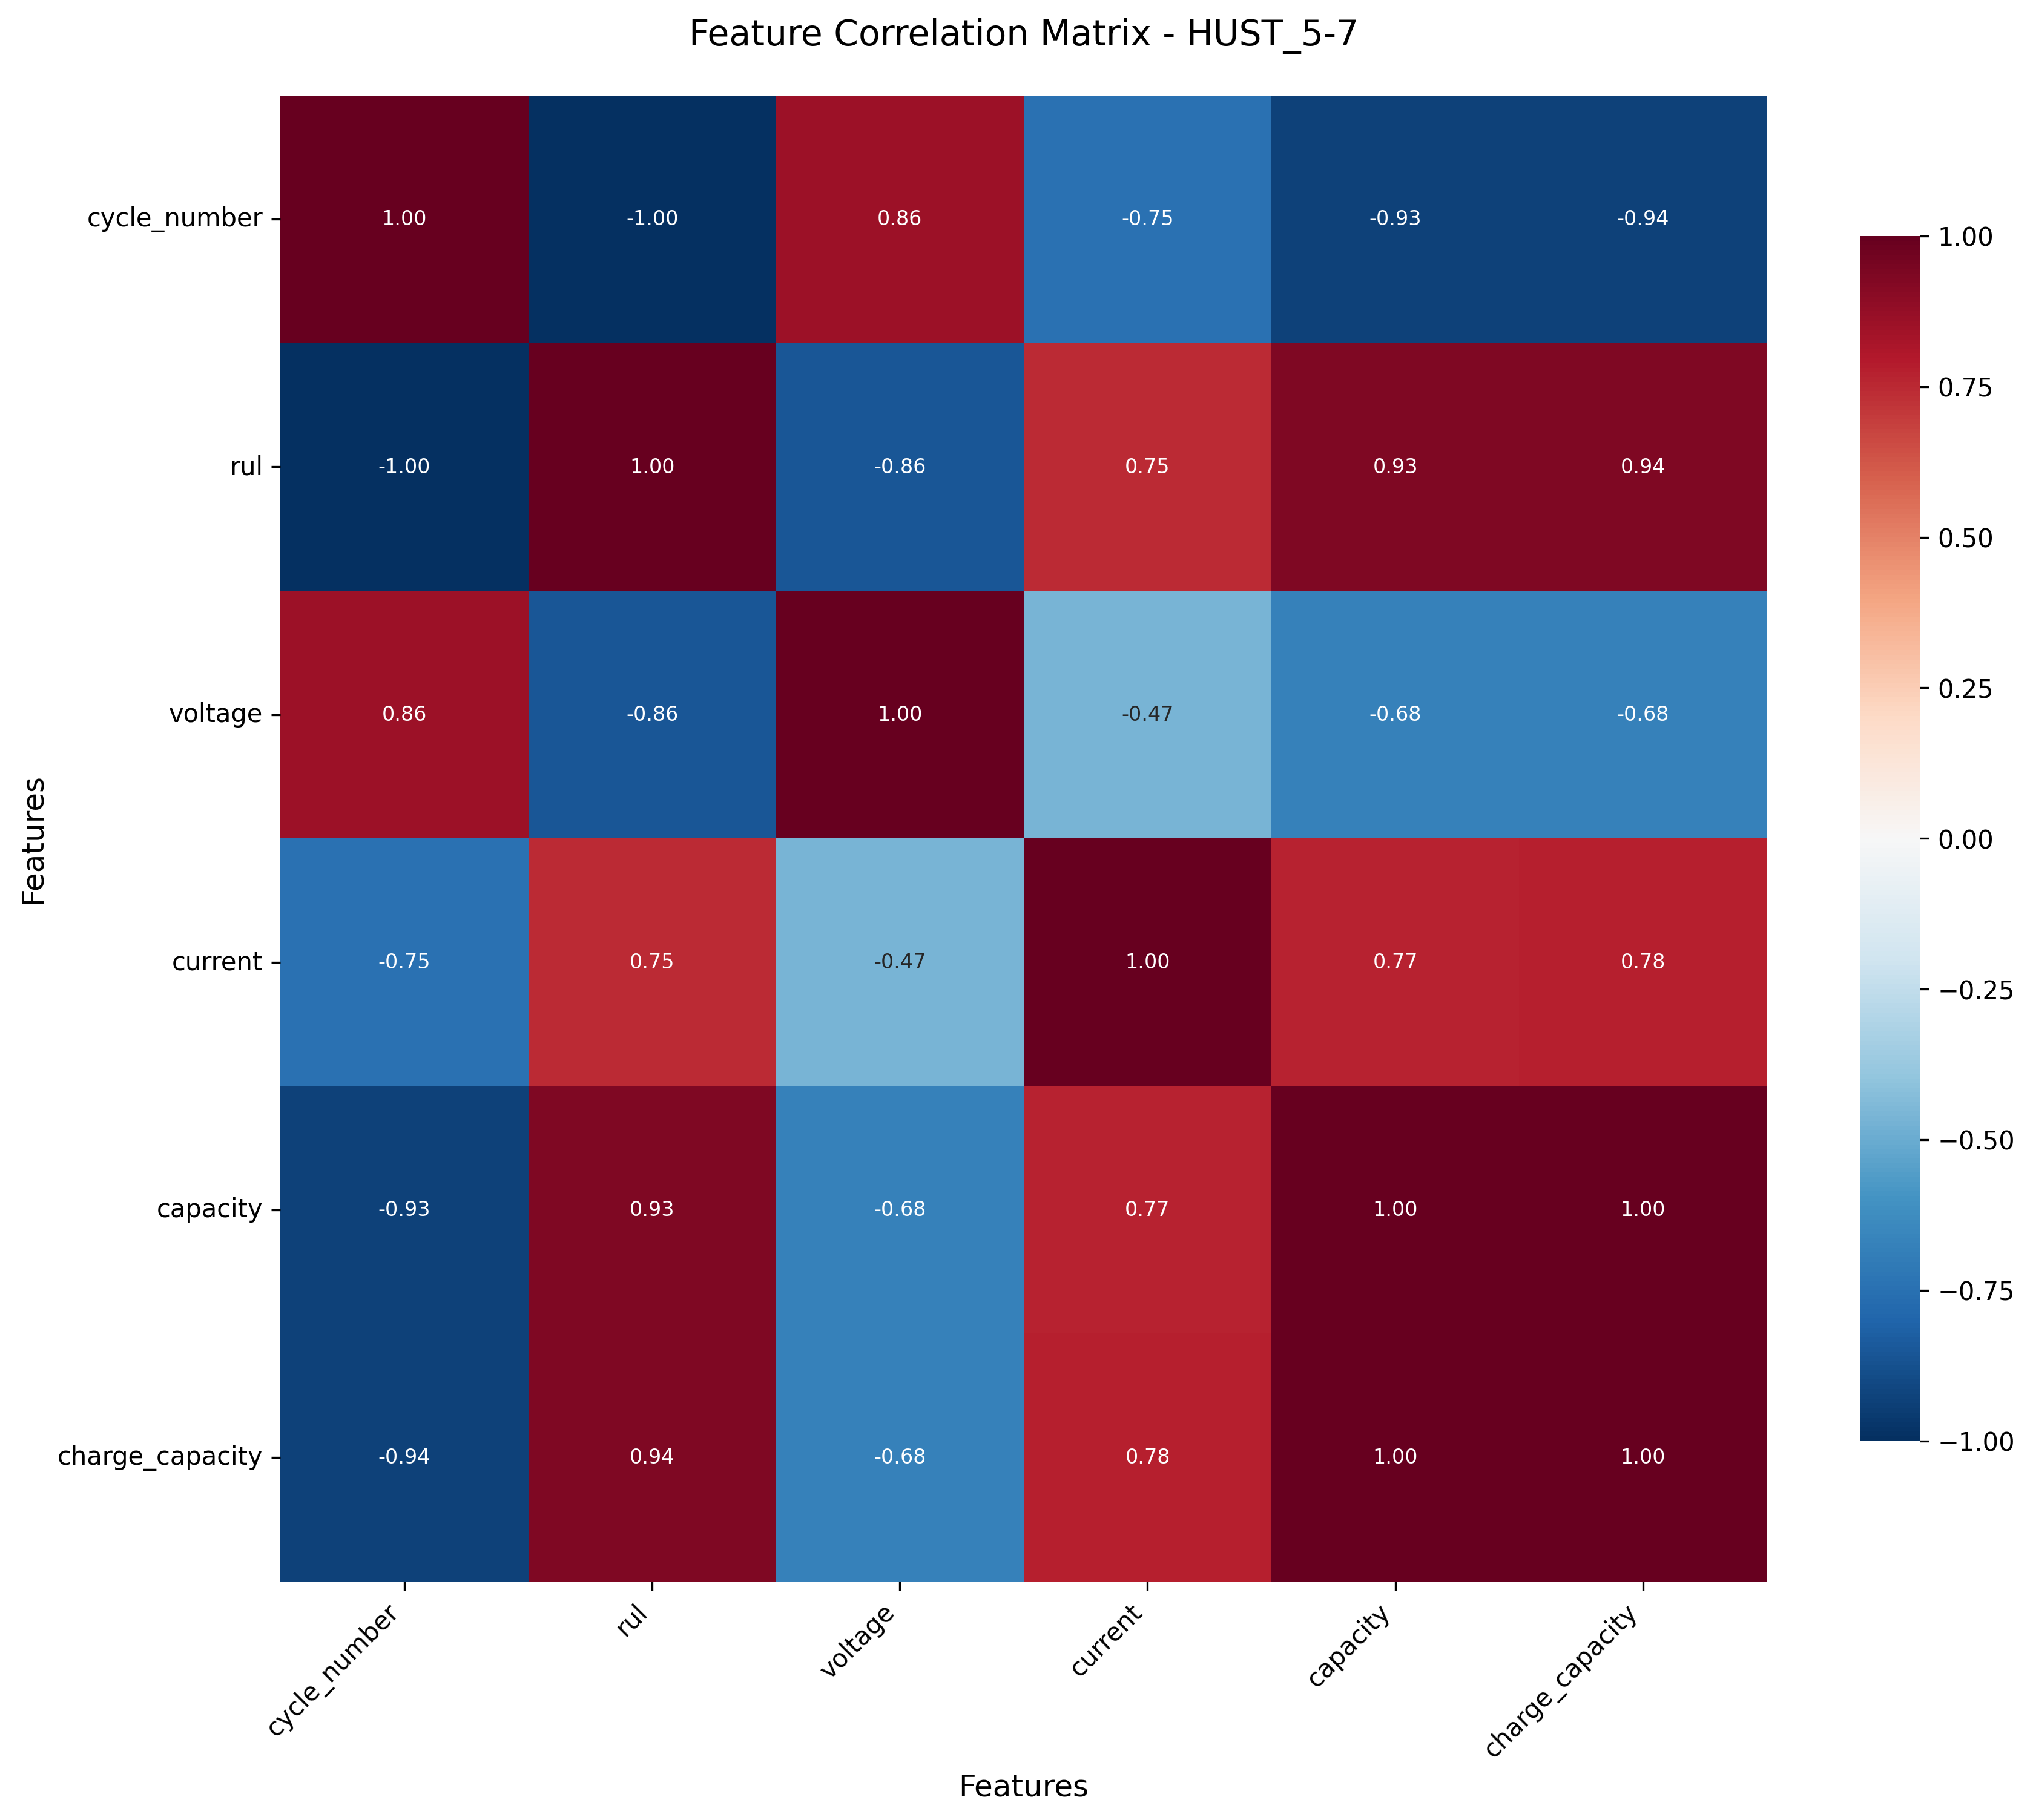 Feature Correlation Matrix - HUST_5-7
Features
cycle_number 1.00 -1.00 0.86 -0.75 -0.93 -0.94
rul -1.00 1.00 -0.86 0.75 0.93 0.94
voltage 0.86 -0.86 1.00 -0.47 -0.68 -0.68
current -0.75 0.75 -0.47 1.00 0.77 0.78
capacity -0.93 0.93 -0.68 0.77 1.00 1.00
charge_capacity -0.94 0.94 -0.68 0.78 1.00 1.00
cycle_number rul voltage current capacity charge_capacity
Features
1.00
0.75
0.50
0.25
0.00
−0.25
−0.50
−0.75
−1.00